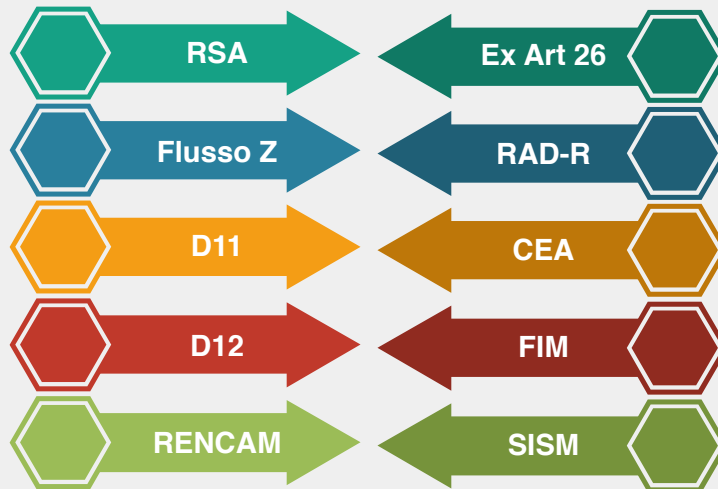 RSA
Ex Art 26
Flusso Z
RAD-R
D11
CEA
D12
FIM
RENCAM
SISM